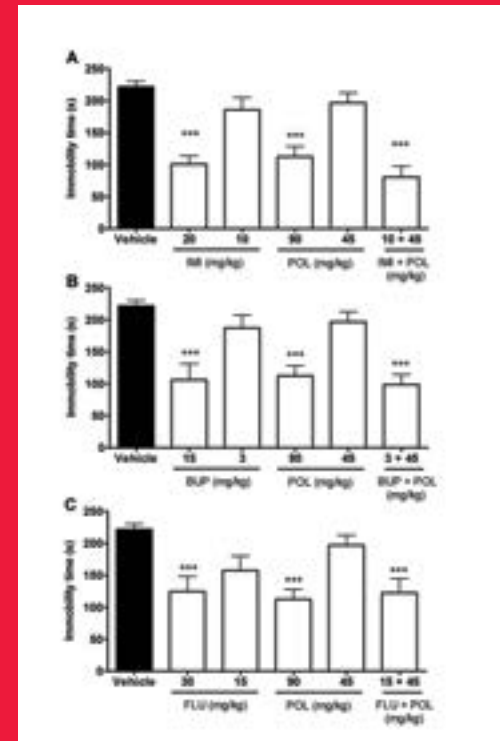 A
250
200
150
100
50
0
Immobility time (s)
*** *** ***
Vehicle 20 10 90 45 10 + 45
IMI (mg/kg) POL (mg/kg) IMI + POL
(mg/kg)
B
250
200
150
100
50
0
Immobility time (s)
*** *** ***
Vehicle 15 3 90 45 3 + 45
BUP (mg/kg) POL (mg/kg) BUP + POL
(mg/kg)
C
250
200
150
100
50
0
Immobility time (s)
*** *** ***
Vehicle 30 15 90 45 15 + 45
FLU (mg/kg) POL (mg/kg) FLU + POL
(mg/kg)